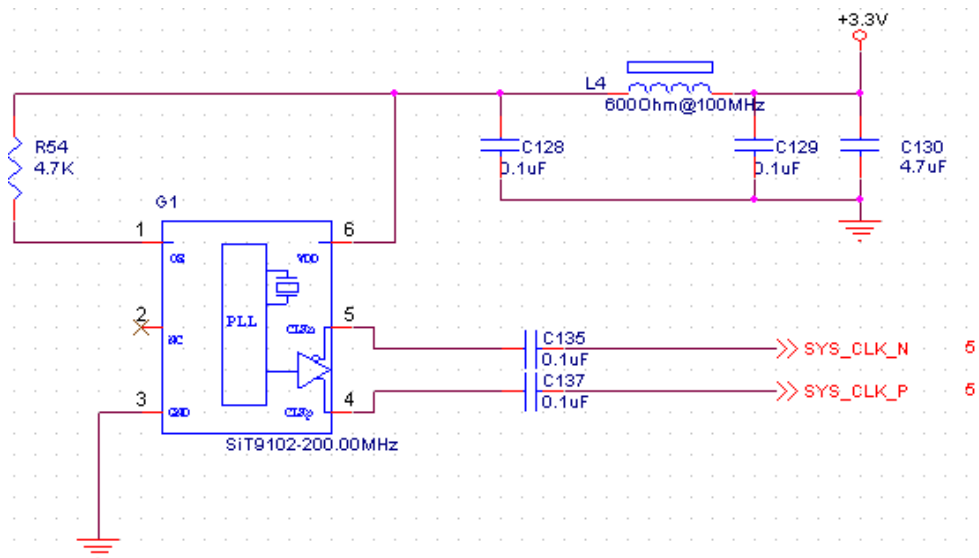 +3.3V
L4
600Ohm@100MHz
R54
4.7K
C128
0.1uF
C129
0.1uF
C130
4.7uF
G1
1
6
OE
VDD
2
NC
PLL
CLKn
5
C135
0.1uF
SYS_CLK_N
5
3
GND
CLKp
4
C137
0.1uF
SYS_CLK_P
5
SiT9102-200.00MHz